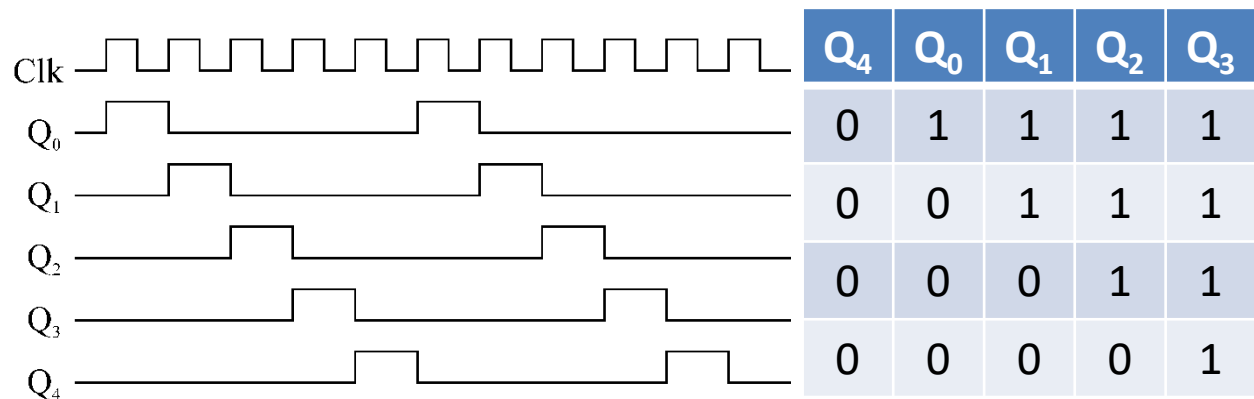 Clk
Q₀
Q₁
Q₂
Q₃
Q₄
Q₄ Q₀ Q₁ Q₂ Q₃
0 1 1 1 1
0 0 1 1 1
0 0 0 1 1
0 0 0 0 1